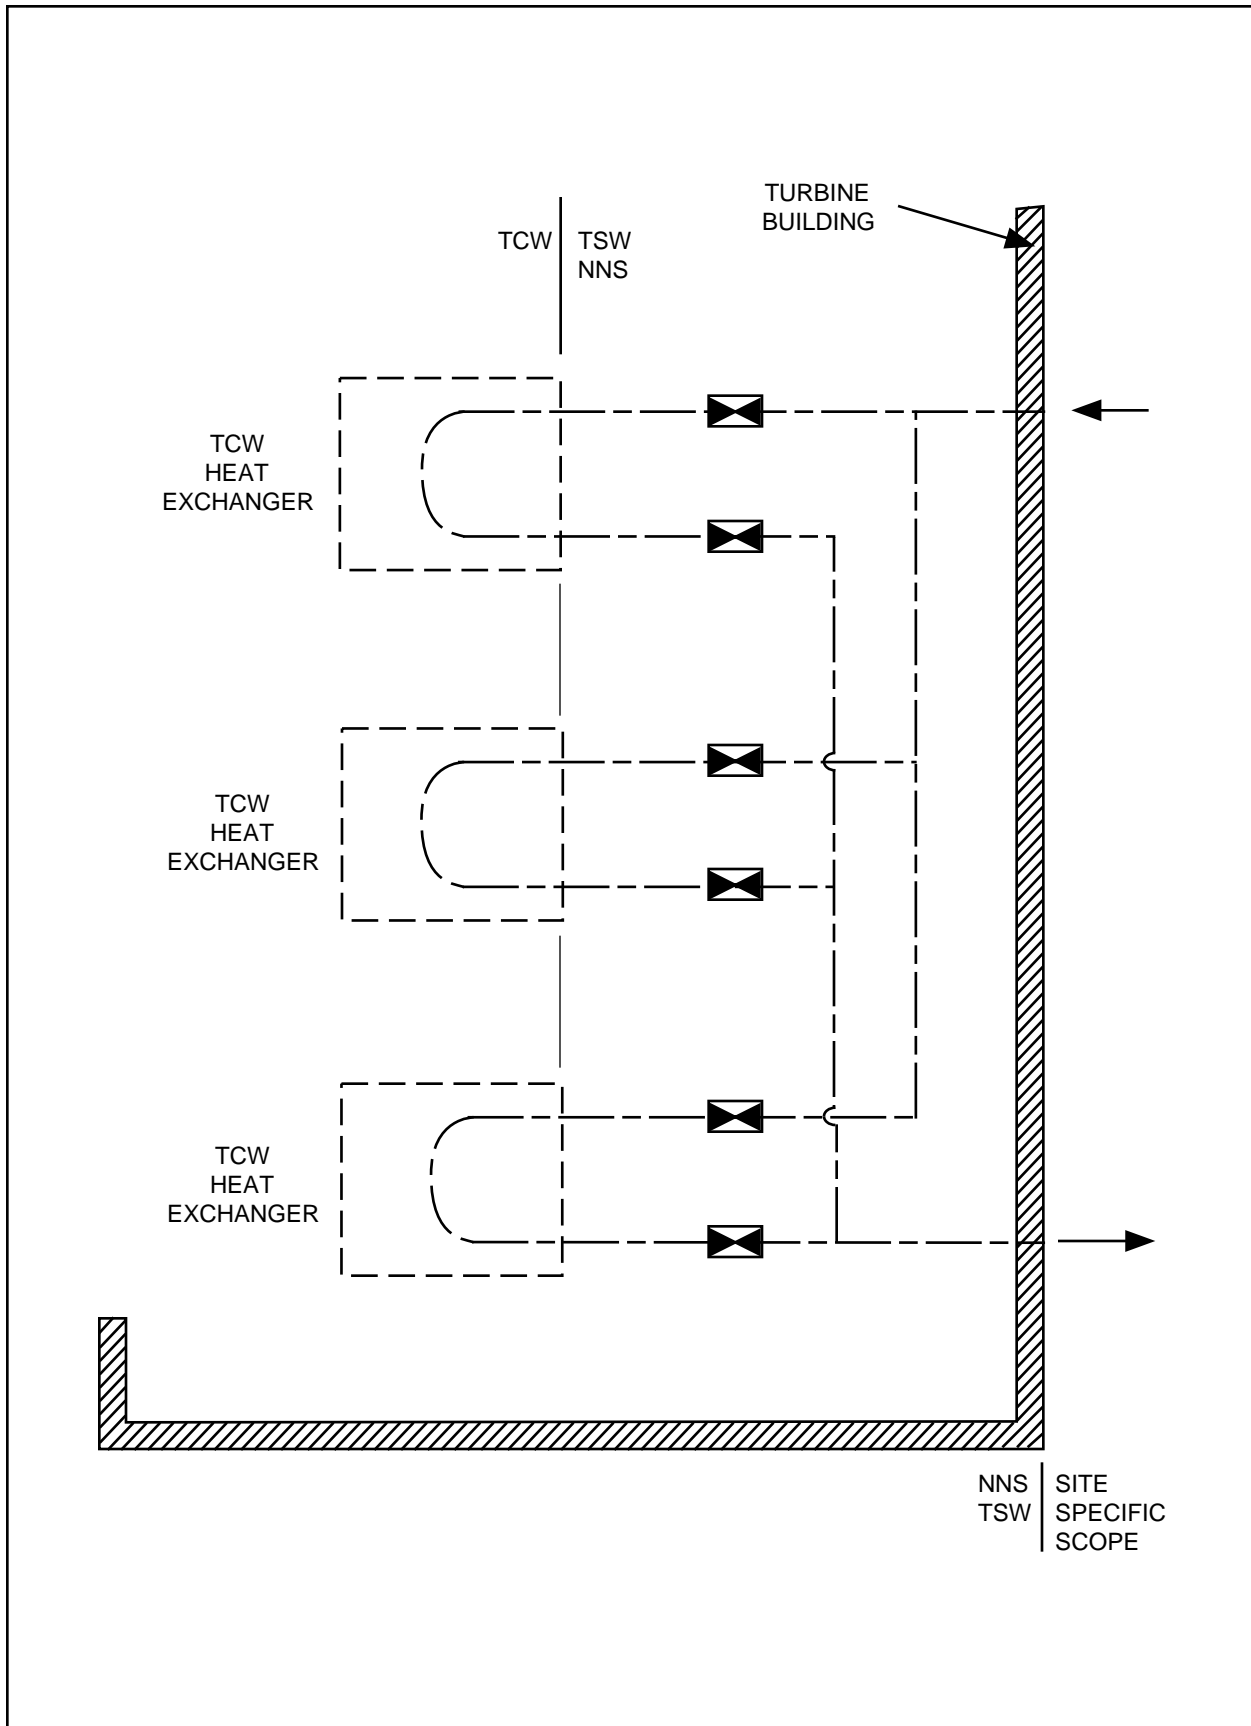 TURBINE
BUILDING
TCW
TSW
NNS
TCW
HEAT
EXCHANGER
TCW
HEAT
EXCHANGER
TCW
HEAT
EXCHANGER
NNS
TSW
SITE
SPECIFIC
SCOPE